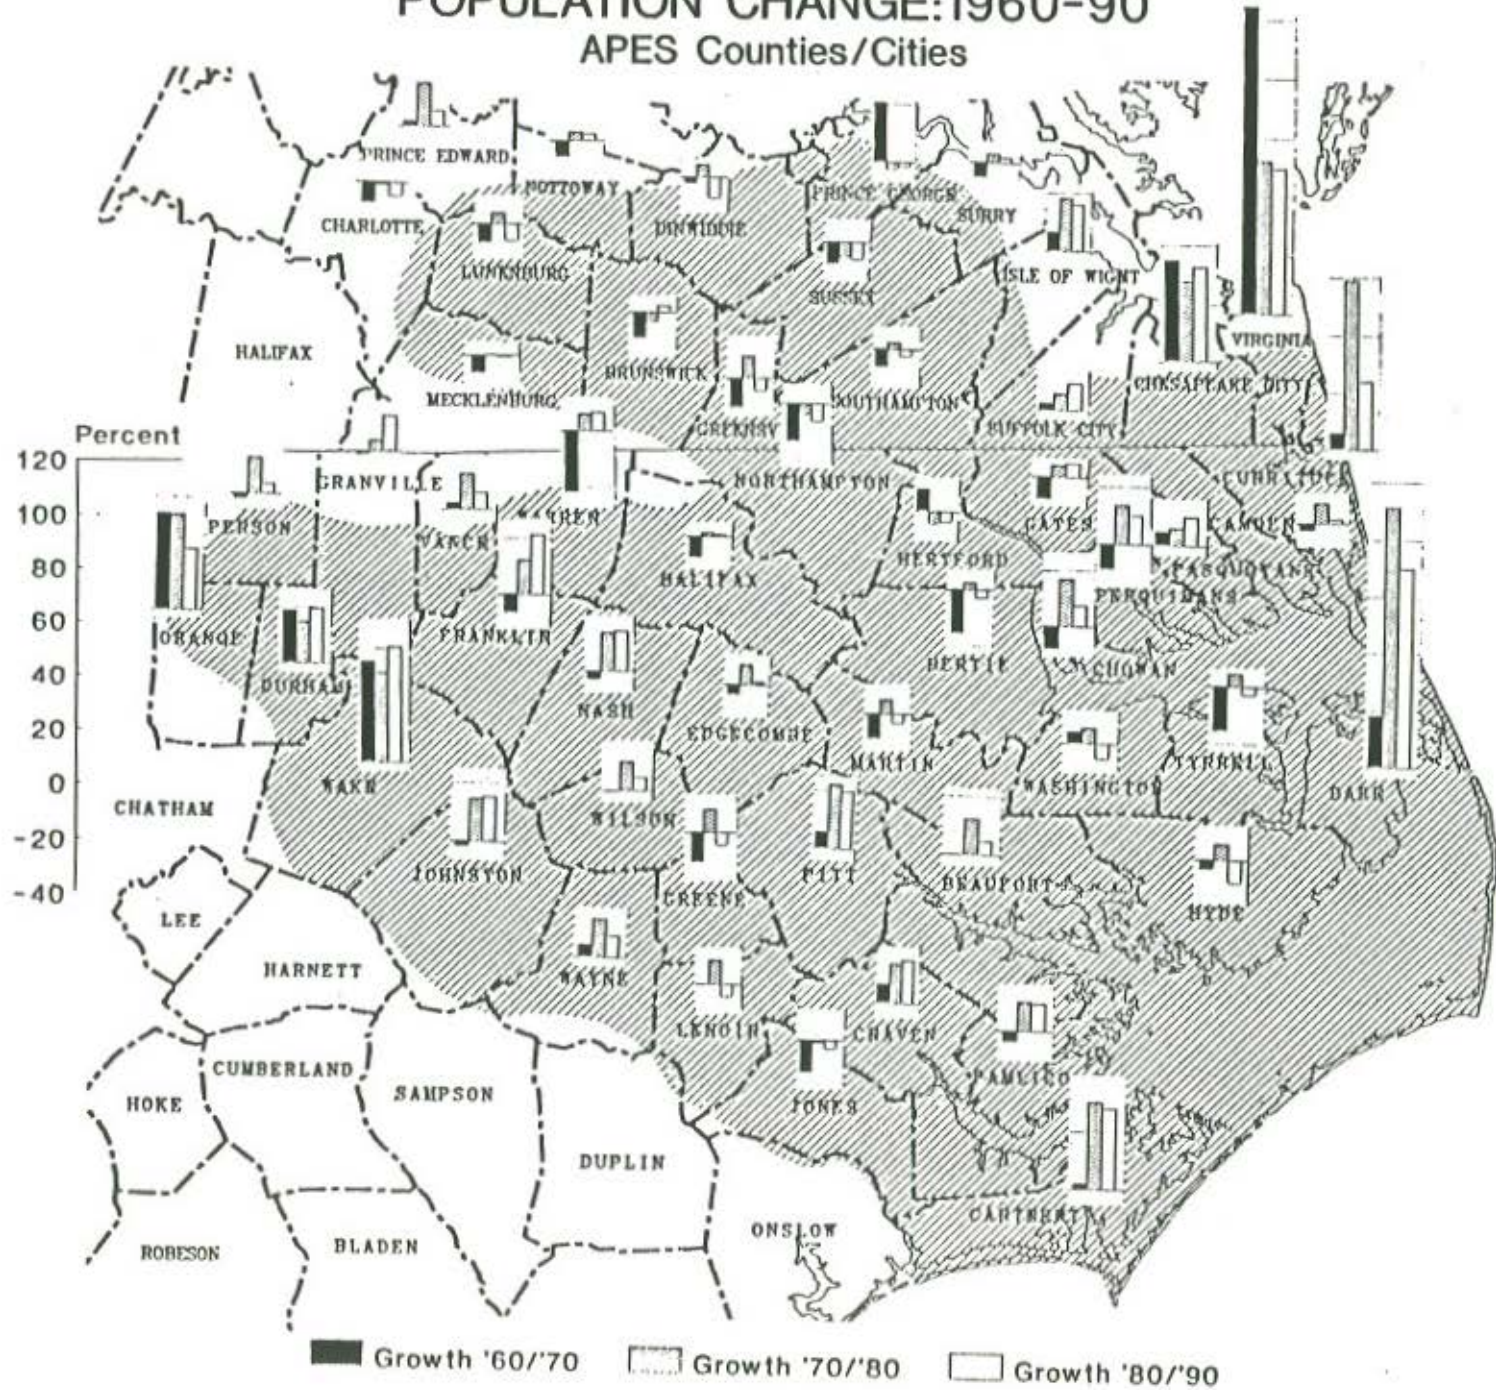 POPULATION CHANGE:1960-90
APES Counties/Cities
PRINCE EDWARD
NOTTOWAY
CHARLOTTE
DINWIDDIE
PRINCE GEORGE
SURRY
LUNENBURG
ISLE OF WIGHT
SUSSEX
HALIFAX
VIRGINIA
BRUNSWICK
CHESAPEAKE CITY
MECKLENBURG
SOUTHAMPTON
GREENSV
SUFFOLK CITY
Percent
120
100
80
60
40
20
0
-20
-40
GRANVILLE
NORTHAMPTON
CURRITUCK
PERSON
WARREN
VANCE
GATES
CAMDEN
HERTFORD
PASQUOTANK
HALIFAX
PERQUIMANS
ORANGE
FRANKLIN
BERTIE
CHOWAN
DURHAM
NASH
EDGECOMBE
MARTIN
TYRRELL
WAKE
WASHINGTON
DARE
CHATHAM
WILSON
JOHNSTON
PITT
BEAUFORT
GREENE
HYDE
LEE
HARNETT
WAYNE
LENOIR
CRAVEN
CUMBERLAND
SAMPSON
PAMLICO
HOKE
JONES
DUPLIN
CARTERET
ONSLOW
ROBESON
BLADEN
Growth '60/'70
Growth '70/'80
Growth '80/'90